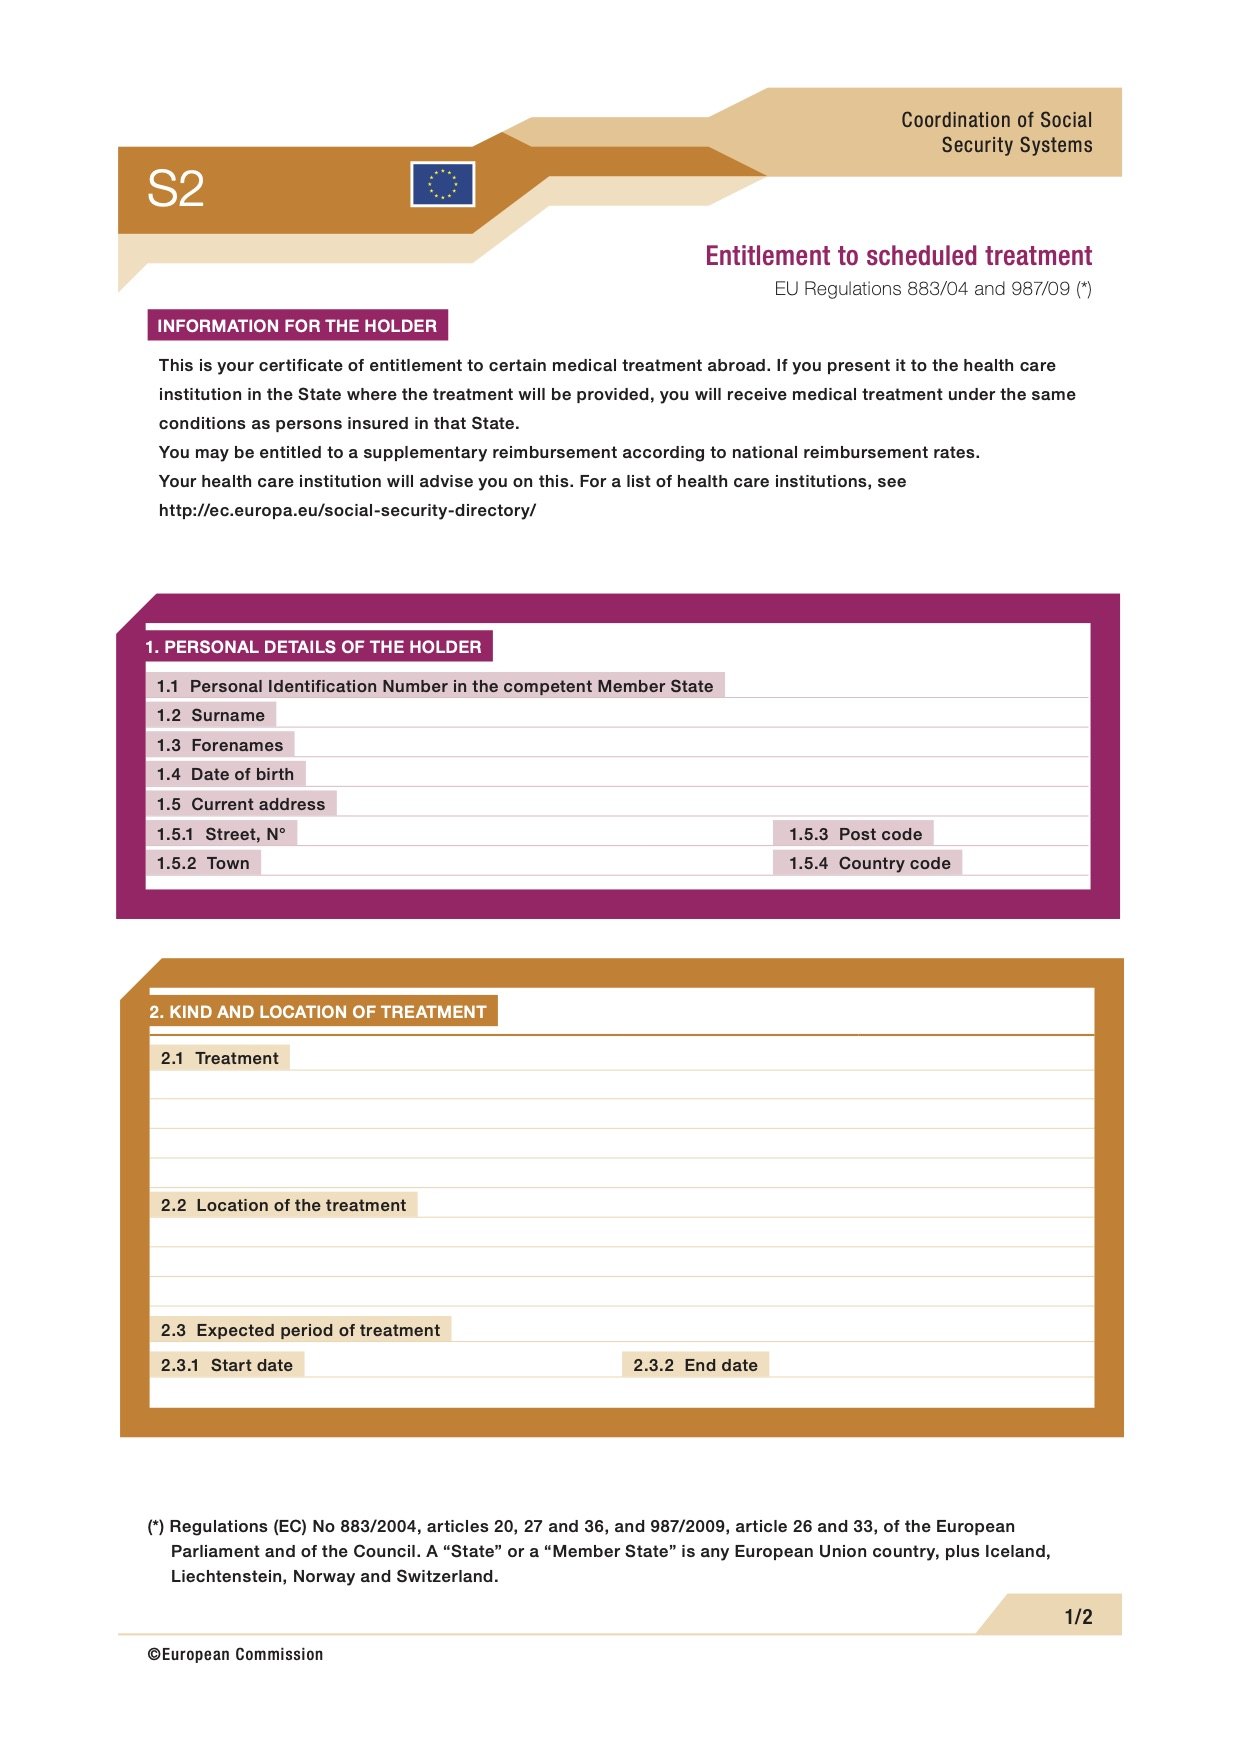 Coordination of Social
Security Systems
S2
Entitlement to scheduled treatment
EU Regulations 883/04 and 987/09 (*)
INFORMATION FOR THE HOLDER
This is your certificate of entitlement to certain medical treatment abroad. If you present it to the health care
institution in the State where the treatment will be provided, you will receive medical treatment under the same
conditions as persons insured in that State.
You may be entitled to a supplementary reimbursement according to national reimbursement rates.
Your health care institution will advise you on this. For a list of health care institutions, see
http://ec.europa.eu/social-security-directory/
1. PERSONAL DETAILS OF THE HOLDER
1.1 Personal Identification Number in the competent Member State
1.2 Surname
1.3 Forenames
1.4 Date of birth
1.5 Current address
1.5.1 Street, N° 1.5.3 Post code
1.5.2 Town 1.5.4 Country code
2. KIND AND LOCATION OF TREATMENT
2.1 Treatment
2.2 Location of the treatment
2.3 Expected period of treatment
2.3.1 Start date 2.3.2 End date
(*) Regulations (EC) No 883/2004, articles 20, 27 and 36, and 987/2009, article 26 and 33, of the European
Parliament and of the Council. A “State” or a “Member State” is any European Union country, plus Iceland,
Liechtenstein, Norway and Switzerland.
1/2
©European Commission